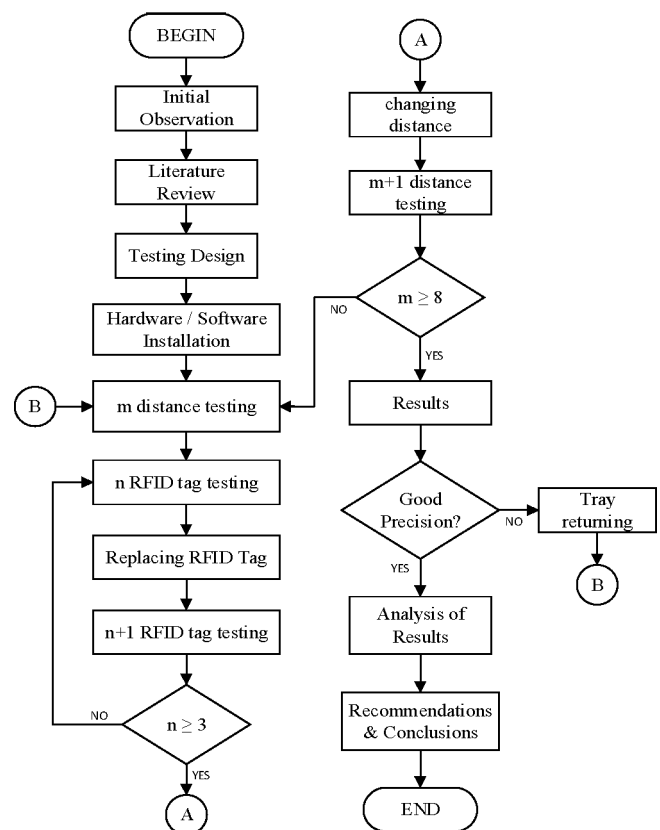 BEGIN
Initial
Observation
Literature
Review
Testing Design
Hardware / Software
Installation
B
m distance testing
n RFID tag testing
Replacing RFID Tag
n+1 RFID tag testing
NO
n ≥ 3
YES
A
A
changing
distance
m+1 distance
testing
NO
m ≥ 8
YES
Results
Good
Precision?
NO
Tray
returning
B
YES
Analysis of
Results
Recommendations
& Conclusions
END